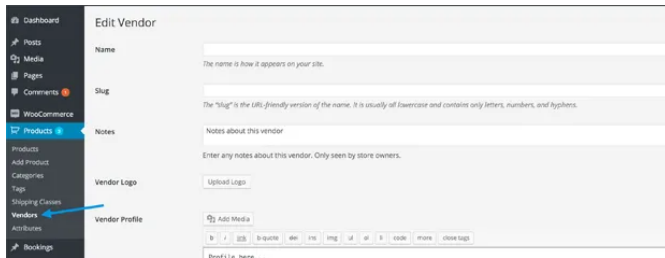 Dashboard
Posts
Media
Pages
Comments
WooCommerce
Products
Products
Add Product
Categories
Tags
Shipping Classes
Vendors
Attributes
Bookings
Edit Vendor
Name
The name is how it appears on your site.
Slug
The "slug" is the URL-friendly version of the name. It is usually all lowercase and contains only letters, numbers, and hyphens.
Notes
Notes about this vendor
Enter any notes about this vendor. Only seen by store owners.
Vendor Logo
Upload Logo
Vendor Profile
Add Media
b i link b-quote del ins img ul ol li code more close tags
Profile here